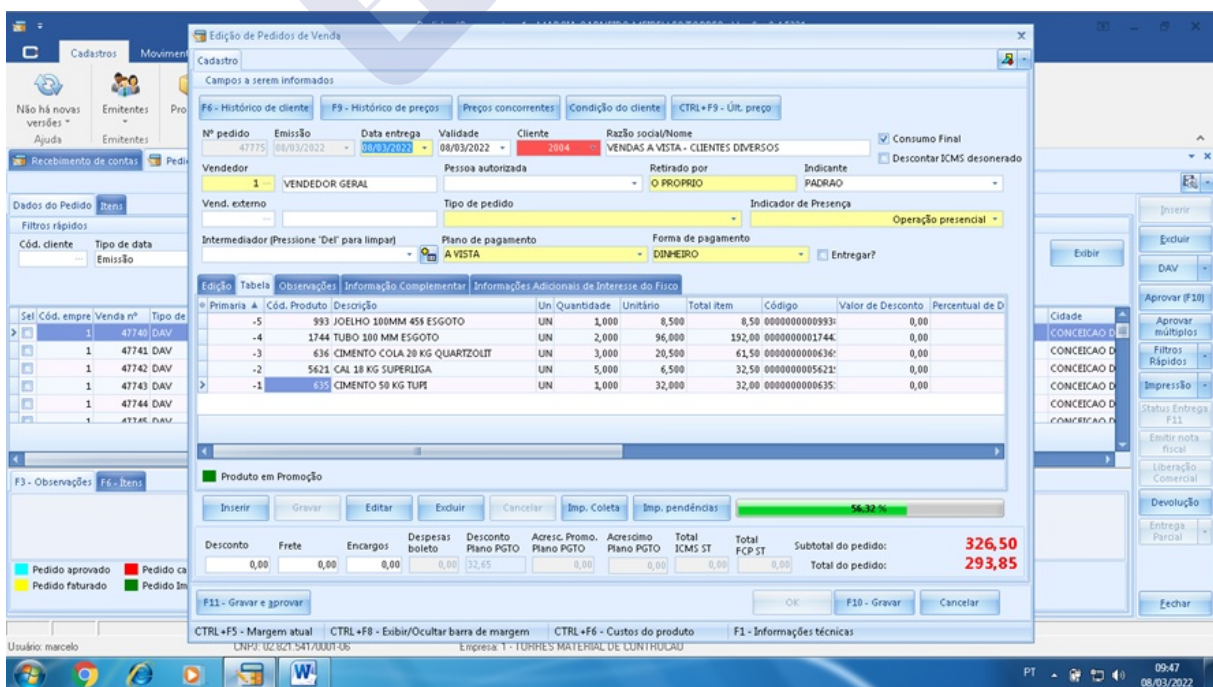 Edição de Pedidos de Venda
Cadastros
Moviment
Cadastro
Campos a serem informados
Não há novas versões
Emitentes
Pro
Ajuda
Emitentes
F6 - Histórico de cliente
F9 - Histórico de preços
Preços concorrentes
Condição do cliente
CTRL+F9 - Últ. preço
Nº pedido Emissão Data entrega Validade Cliente Razão social/Nome
47775 08/03/2022 08/03/2022 08/03/2022 2004 VENDAS A VISTA - CLIENTES DIVERSOS
Consumo Final
Descontar ICMS desonerado
Recebimento de contas
Pedi
Vendedor Pessoa autorizada Retirado por Indicante
1 VENDEDOR GERAL O PROPRIO PADRAO
Vend. externo Tipo de pedido Indicador de Presença
Operação presencial
Intermediador (Pressione 'Del' para limpar) Plano de pagamento Forma de pagamento
A VISTA DINHEIRO Entregar?
Dados do Pedido Itens
Filtros rápidos
Cód. cliente Tipo de data
Emissão
Exibir
Edição Tabela Observações Informação Complementar Informações Adicionais de Interesse do Fisco
Primaria Cód. Produto Descrição Un Quantidade Unitário Total item Código Valor de Desconto Percentual de D
-5 993 JOELHO 100MM 45$ ESGOTO UN 1,000 8,500 8,50 0,00
-4 1744 TUBO 100 MM ESGOTO UN 2,000 96,000 192,00 0,00
-3 636 CIMENTO COLA 20 KG QUARTZOLIT UN 3,000 20,500 61,50 0,00
-2 5621 CAL 18 KG SUPERLIGA UN 5,000 6,500 32,50 0,00
-1 635 CIMENTO 50 KG TUPI UN 1,000 32,000 32,00 0,00
Sel Cód. empre Venda nº Tipo de
1 47740 DAV
1 47741 DAV
1 47742 DAV
1 47743 DAV
1 47744 DAV
1 47745 DAV
Cidade
CONCEICAO D
CONCEICAO D
CONCEICAO D
CONCEICAO D
CONCEICAO D
CONCEICAO D
Produto em Promoção
F3 - Observações F6 - Itens
Inserir Gravar Editar Excluir Cancelar Imp. Coleta Imp. pendências 56,32 %
Desconto Frete Encargos Despesas boleto Desconto Plano PGTO Acresc. Promo. Plano PGTO Acrescimo Plano PGTO Total ICMS ST Total FCP ST
0,00 0,00 0,00 0,00 32,65 0,00 0,00 0,00 0,00
Subtotal do pedido: 326,50
Total do pedido: 293,85
Pedido aprovado Pedido ca
Pedido faturado Pedido Im
F11 - Gravar e aprovar OK F10 - Gravar Cancelar
CTRL+F5 - Margem atual CTRL+F8 - Exibir/Ocultar barra de margem CTRL+F6 - Custos do produto F1 - Informações técnicas
Inserir
Excluir
DAV
Aprovar (F10)
Aprovar múltiplos
Filtros Rápidos
Impressão
Status Entrega F11
Emitir nota fiscal
Liberação Comercial
Devolução
Entrega Parcial
Fechar
Usuário: marcelo
Empresa: 1 - TORRES MATERIAL DE CONTRUCAO
PT
09:47
08/03/2022